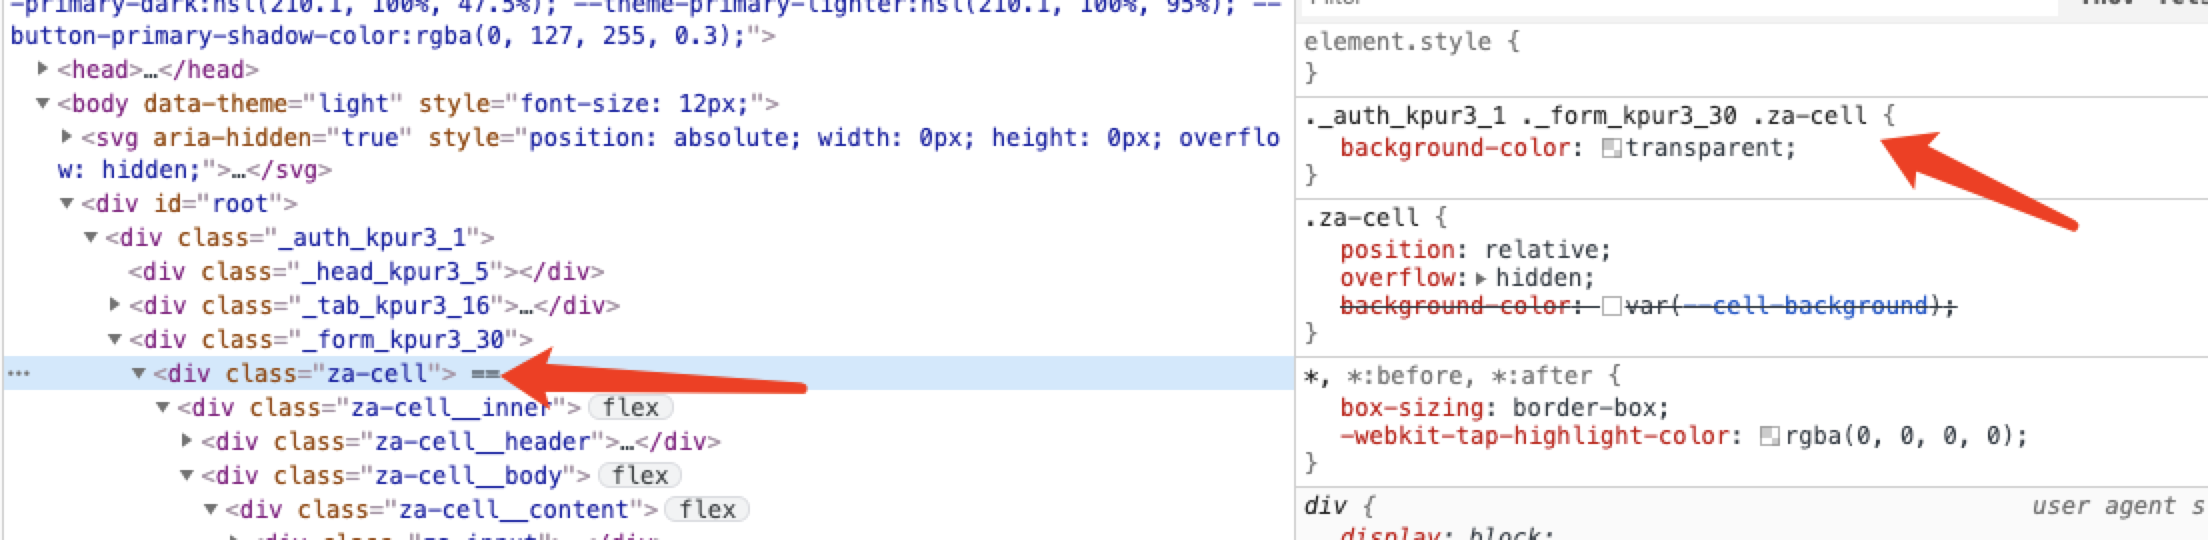 -primary-dark:hsl(210.1, 100%, 47.5%); --theme-primary-lighter:hsl(210.1, 100%, 95%); --
button-primary-shadow-color:rgba(0, 127, 255, 0.3);">
<head>…</head>
<body data-theme="light" style="font-size: 12px;">
<svg aria-hidden="true" style="position: absolute; width: 0px; height: 0px; overflo
w: hidden;">…</svg>
<div id="root">
<div class="_auth_kpur3_1">
<div class="_head_kpur3_5"></div>
<div class="_tab_kpur3_16">…</div>
<div class="_form_kpur3_30">
… <div class="za-cell"> ==
<div class="za-cell__inner"> flex
<div class="za-cell__header">…</div>
<div class="za-cell__body"> flex
<div class="za-cell__content"> flex
element.style {
}
._auth_kpur3_1 ._form_kpur3_30 .za-cell {
background-color: transparent;
}
.za-cell {
position: relative;
overflow: hidden;
background-color: var(--cell-background);
}
*, *:before, *:after {
box-sizing: border-box;
-webkit-tap-highlight-color: rgba(0, 0, 0, 0);
}
div { user agent s
display: block;